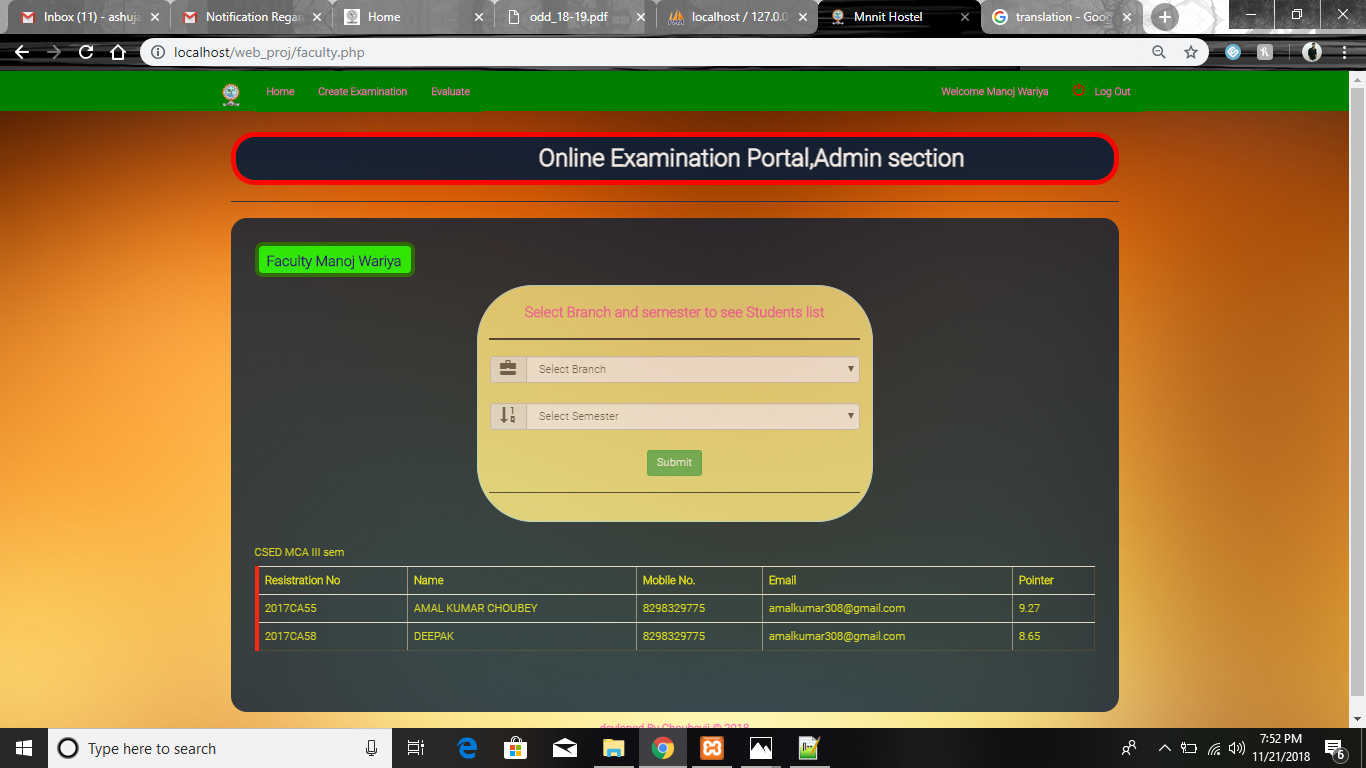 Inbox (11) - ashuja
Notification Regar
Home
odd_18-19.pdf
localhost / 127.0.0
Mnnit Hostel
translation - Goog
localhost/web_proj/faculty.php
Home
Create Examination
Evaluate
Welcome Manoj Wariya
Log Out
Online Examination Portal,Admin section
Faculty Manoj Wariya
Select Branch and semester to see Students list
Select Branch
Select Semester
Submit
CSED MCA III sem
Resistration No Name Mobile No. Email Pointer
2017CA55 AMAL KUMAR CHOUBEY 8298329775 amalkumar308@gmail.com 9.27
2017CA58 DEEPAK 8298329775 amalkumar308@gmail.com 8.65
Type here to search
7:52 PM
11/21/2018
6